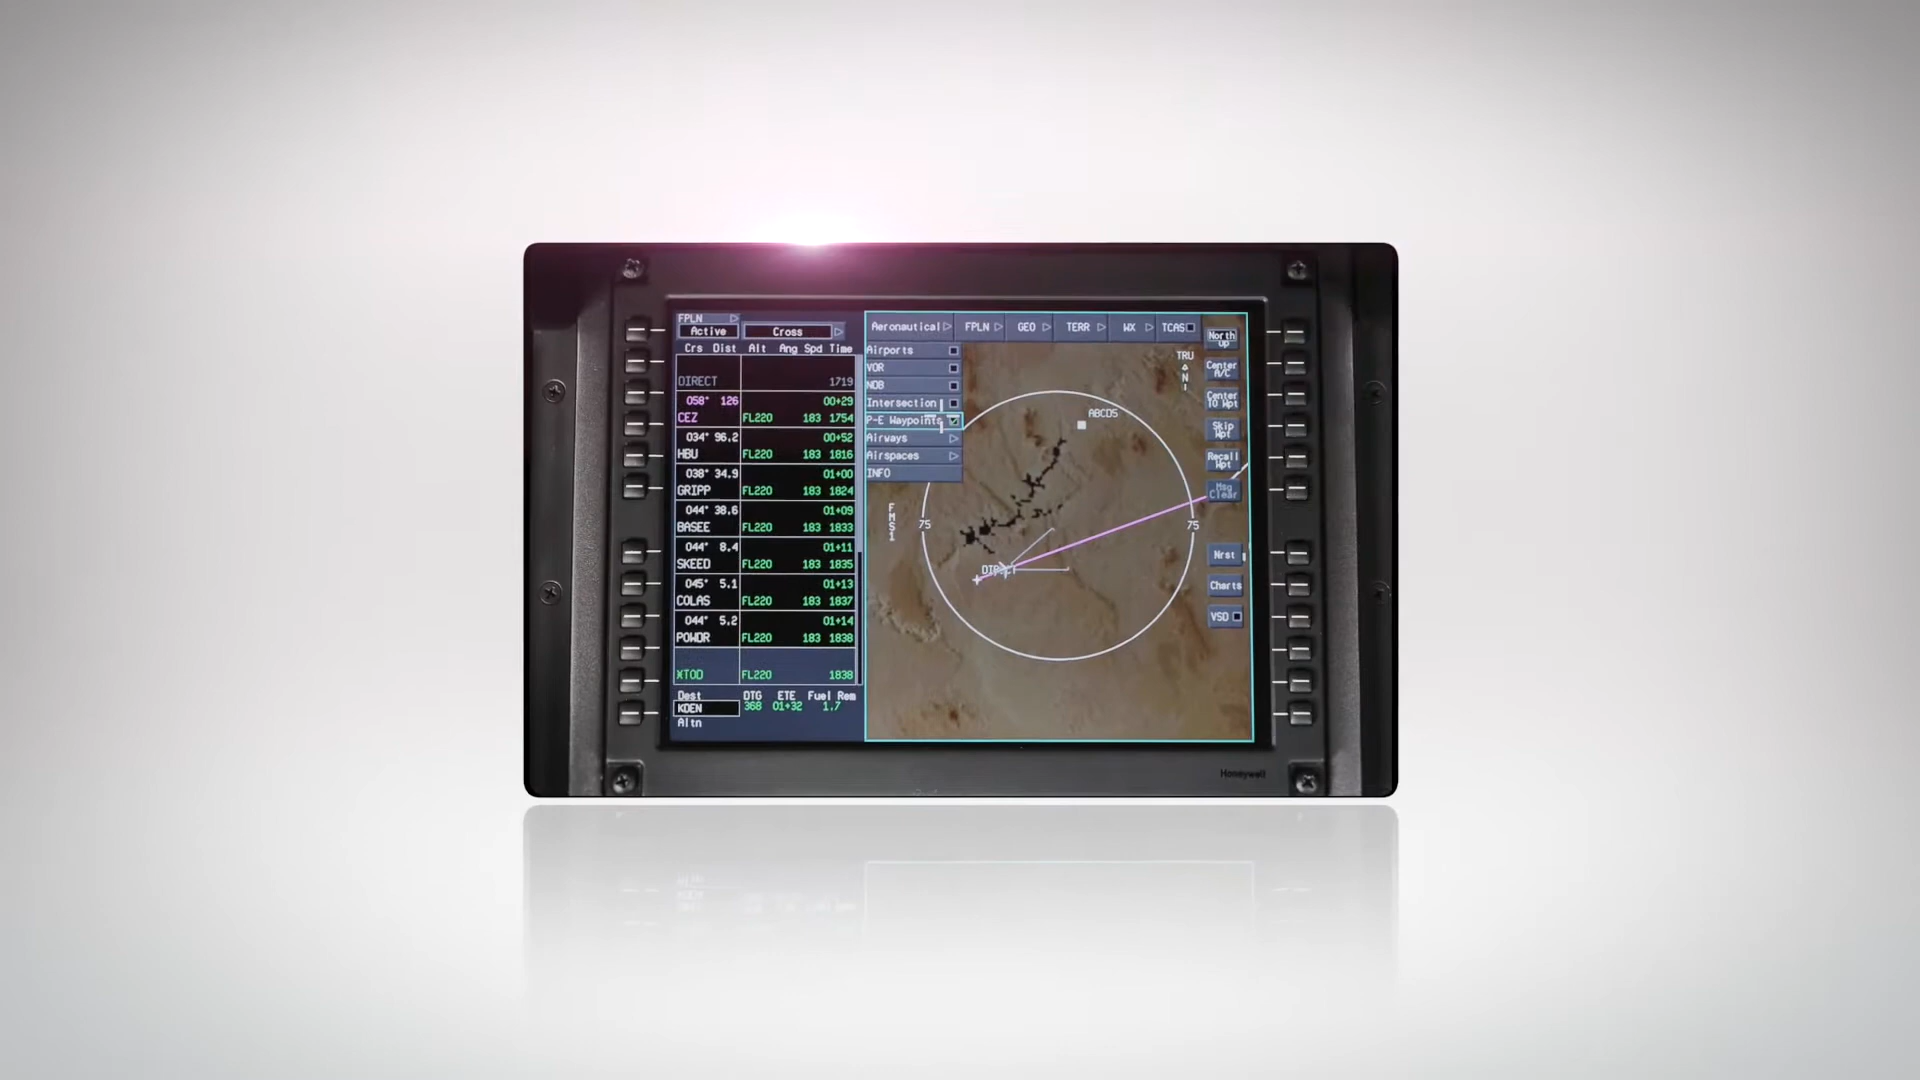 FPLN
Active Cross
Crs Dist Alt Ang Spd Time
DIRECT 1719
058° 126 00+29
CEZ FL220 183 1754
034° 96.2 00+52
HBU FL220 183 1816
038° 34.9 01+00
GRIPP FL220 183 1824
044° 38.6 01+09
BASEE FL220 183 1833
044° 8.4 01+11
SKEED FL220 183 1835
045° 5.1 01+13
COLAS FL220 183 1837
044° 5.2 01+14
POWDR FL220 183 1838
XTOD FL220 1838
Dest DTG ETE Fuel Rem
KDEN 368 01+32 1.7
Altn
Aeronautical FPLN GEO TERR WX TCAS
Airports
VOR
NDB
Intersection
P-E Waypoints
Airways
Airspaces
INFO
TRU
N
ABCDS
FMS1
75
75
DIRECT
North
Up
Center
A/C
Center
TO Wpt
Skip
Wpt
Recall
Wpt
Msg
Clear
Nrst
Charts
VSD
Honeywell